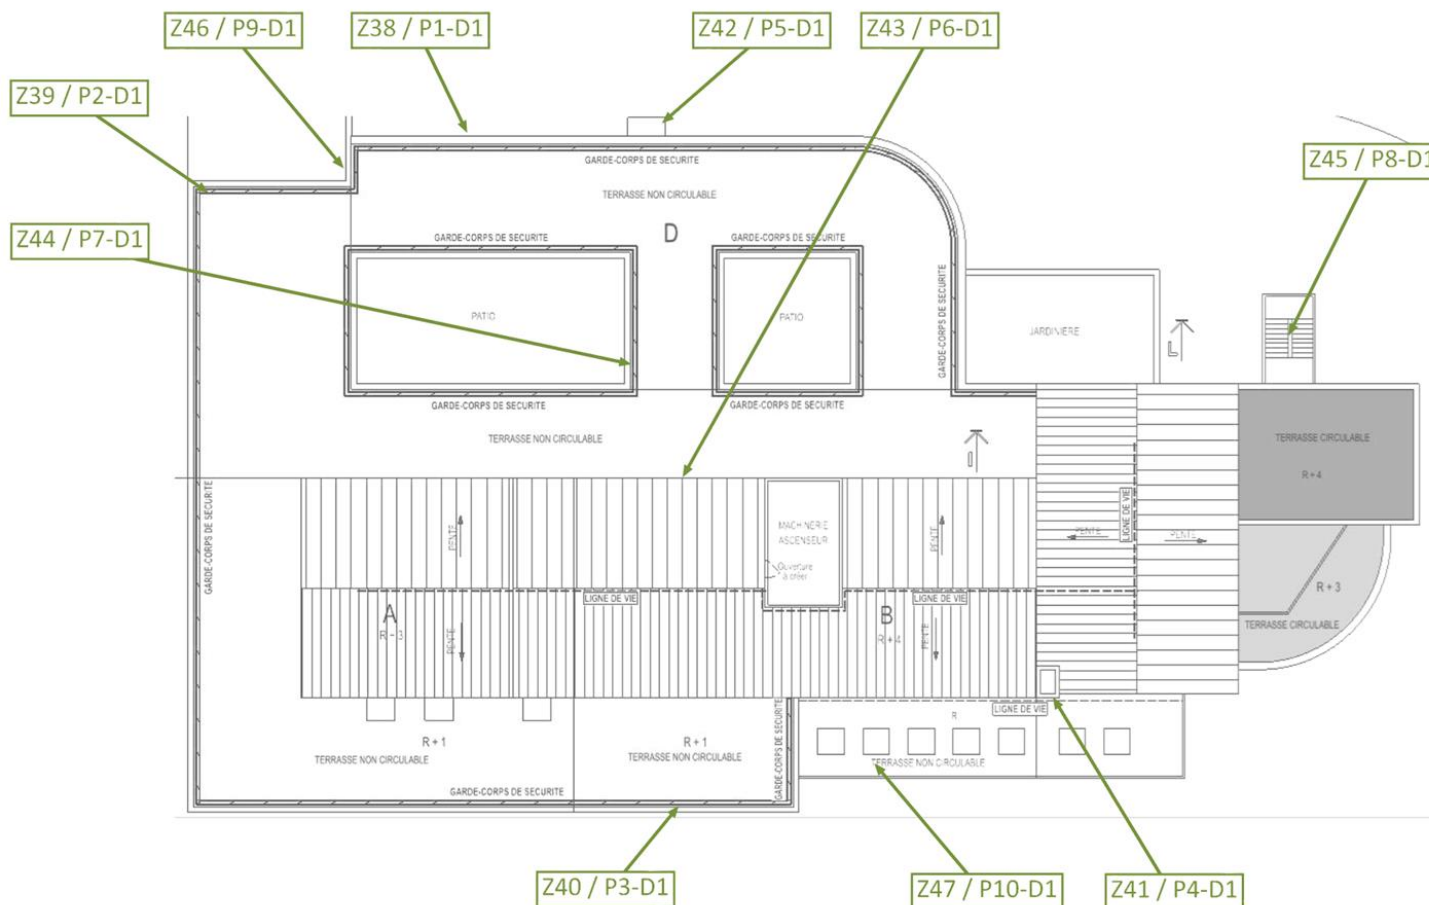 Z46 / P9-D1
Z38 / P1-D1
Z42 / P5-D1
Z43 / P6-D1
Z39 / P2-D1
Z45 / P8-D1
GARDE-CORPS DE SECURITE
TERRASSE NON CIRCULABLE
D
Z44 / P7-D1
GARDE-CORPS DE SECURITE
GARDE-CORPS DE SECURITE
PATIO
PATIO
GARDE-CORPS DE SECURITE
JARDINIERE
GARDE-CORPS DE SECURITE
GARDE-CORPS DE SECURITE
TERRASSE NON CIRCULABLE
TERRASSE CIRCULABLE
R+4
GARDE-CORPS DE SECURITE
PENTE
MACHINERIE
ASCENSEUR
Ouverture
à créer
PENTE
LIGNE DE VIE
PENTE
PENTE
LIGNE DE VIE
LIGNE DE VIE
R+3
TERRASSE CIRCULABLE
A
R+3
PENTE
B
R+4
PENTE
GARDE-CORPS DE SECURITE
LIGNE DE VIE
R
R+1
TERRASSE NON CIRCULABLE
R+1
TERRASSE NON CIRCULABLE
TERRASSE NON CIRCULABLE
GARDE-CORPS DE SECURITE
Z40 / P3-D1
Z47 / P10-D1
Z41 / P4-D1